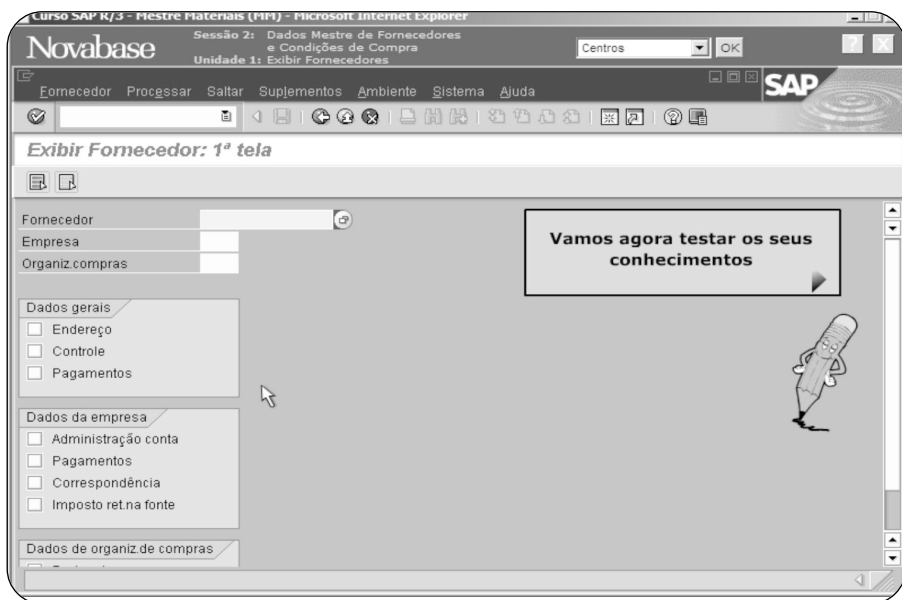 Curso SAP R/3 - Mestre Materiais (MM) - Microsoft Internet Explorer
Novabase
Sessão 2: Dados Mestre de Fornecedores
e Condições de Compra
Unidade 1: Exibir Fornecedores
Centros
OK
?
X
Fornecedor Processar Saltar Suplementos Ambiente Sistema Ajuda
SAP
Exibir Fornecedor: 1ª tela
Fornecedor
Empresa
Organiz.compras
Vamos agora testar os seus
conhecimentos
Dados gerais
Endereço
Controle
Pagamentos
Dados da empresa
Administração conta
Pagamentos
Correspondência
Imposto ret.na fonte
Dados de organiz.de compras